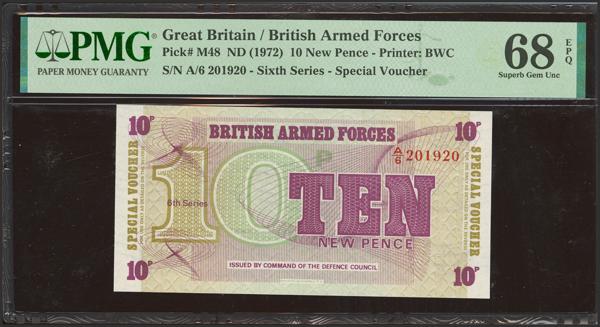 PMG
PAPER MONEY GUARANTY
Great Britain / British Armed Forces
Pick# M48 ND (1972) 10 New Pence - Printer: BWC
S/N A/6 201920 - Sixth Series - Special Voucher
68 EPQ
Superb Gem Unc
10P
BRITISH ARMED FORCES
10P
SPECIAL VOUCHER
A/6 201920
10P
6th Series
TEN
NEW PENCE
SPECIAL VOUCHER
ISSUED BY COMMAND OF THE DEFENCE COUNCIL
10P
10P